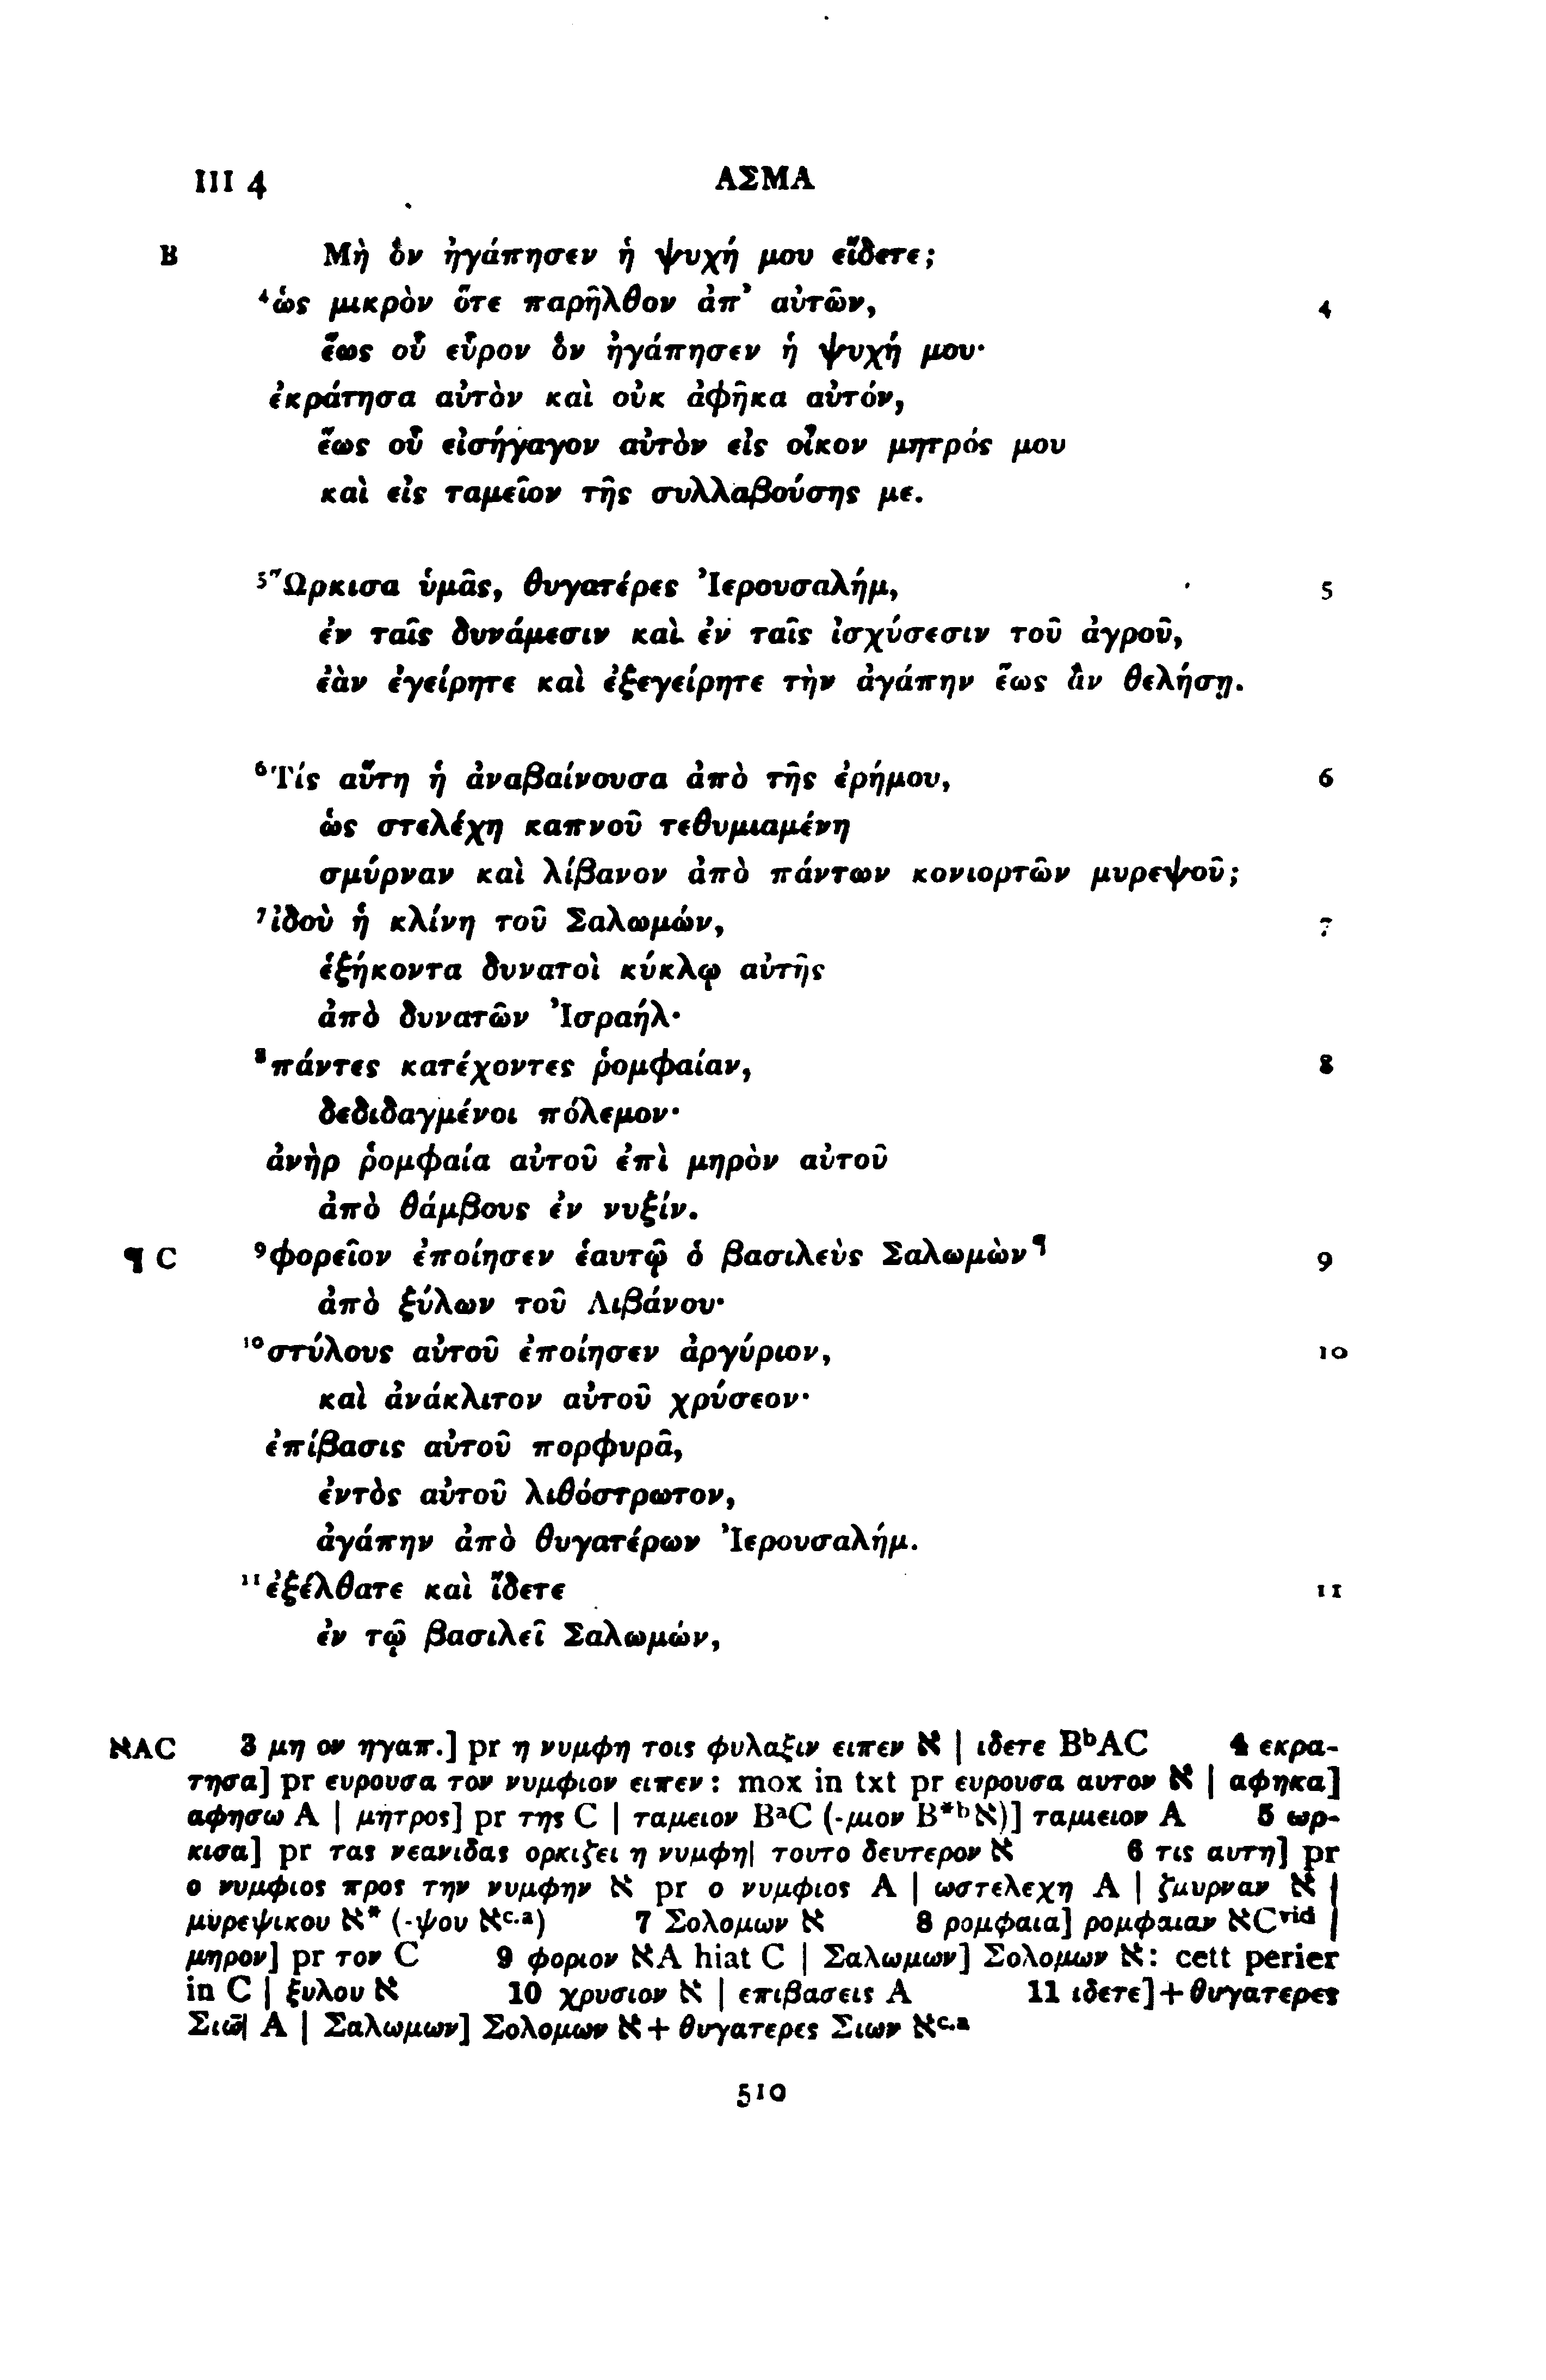 III 4 ΑΣΜΑ
B Μὴ ὃν ἠγάπησεν ἡ ψυχή μου εἴδετε;
⁴ὡς μικρὸν ὅτε παρῆλθον ἀπ᾽ αὐτῶν, 4
ἕως οὗ εὗρον ὃν ἠγάπησεν ἡ ψυχή μου·
ἐκράτησα αὐτὸν καὶ οὐκ ἀφῆκα αὐτόν,
ἕως οὗ εἰσήγαγον αὐτὸν εἰς οἶκον μητρός μου
καὶ εἰς ταμεῖον τῆς συλλαβούσης με.
⁵Ὥρκισα ὑμᾶς, θυγατέρες Ἰερουσαλήμ, 5
ἐν ταῖς δυνάμεσιν καὶ ἐν ταῖς ἰσχύσεσιν τοῦ ἀγροῦ,
ἐὰν ἐγείρητε καὶ ἐξεγείρητε τὴν ἀγάπην ἕως ἂν θελήσῃ.
⁶Τίς αὕτη ἡ ἀναβαίνουσα ἀπὸ τῆς ἐρήμου, 6
ὡς στελέχη καπνοῦ τεθυμιαμένη
σμύρναν καὶ λίβανον ἀπὸ πάντων κονιορτῶν μυρεψοῦ;
⁷ἰδοὺ ἡ κλίνη τοῦ Σαλωμών, 7
ἑξήκοντα δυνατοὶ κύκλῳ αὐτῆς
ἀπὸ δυνατῶν Ἰσραήλ·
⁸πάντες κατέχοντες ῥομφαίαν, 8
δεδιδαγμένοι πόλεμον·
ἀνὴρ ῥομφαία αὐτοῦ ἐπὶ μηρὸν αὐτοῦ
ἀπὸ θάμβους ἐν νυξίν.
¶ C ⁹φορεῖον ἐποίησεν ἑαυτῷ ὁ βασιλεὺς Σαλωμὼν¶ 9
ἀπὸ ξύλων τοῦ Λιβάνου·
¹⁰στύλους αὐτοῦ ἐποίησεν ἀργύριον, 10
καὶ ἀνάκλιτον αὐτοῦ χρύσεον·
ἐπίβασις αὐτοῦ πορφυρᾶ,
ἐντὸς αὐτοῦ λιθόστρωτον,
ἀγάπην ἀπὸ θυγατέρων Ἰερουσαλήμ.
¹¹ἐξέλθατε καὶ ἴδετε 11
ἐν τῷ βασιλεῖ Σαλωμών,
אAC 3 μη ον ηγαπ.] pr η νυμφη τοις φυλαξιν ειπεν א | ιδετε BᵇAC 4 εκρα-
τησα] pr ευρουσα τον νυμφιον ειπεν: mox in txt pr ευρουσα αυτον א | αφηκα]
αφησω A | μητρος] pr της C | ταμειον BᵃC (-μιον B*ᵇא)] ταμιειον A 5 ωρ-
κισα] pr τας νεανιδας ορκιζει η νυμφη| τουτο δευτερον א 6 τις αυτη] pr
ο νυμφιος προς την νυμφην א pr ο νυμφιος A | ωστελεχη A | ζμυρναν א |
μυρεψικου א* (-ψου אᶜ·ᵃ) 7 Σολομων א 8 ρομφαια] ρομφαιαν אCᵛⁱᵈ |
μηρον] pr τον C 9 φοριον אA hiat C | Σαλωμων] Σολομων א: cett perier
in C | ξυλου א 10 χρυσιον א | επιβασεις A 11 ιδετε]+θυγατερες
Σιω̄| A | Σαλωμων] Σολομων א+ θυγατερες Σιων אᶜ·ᵃ
510